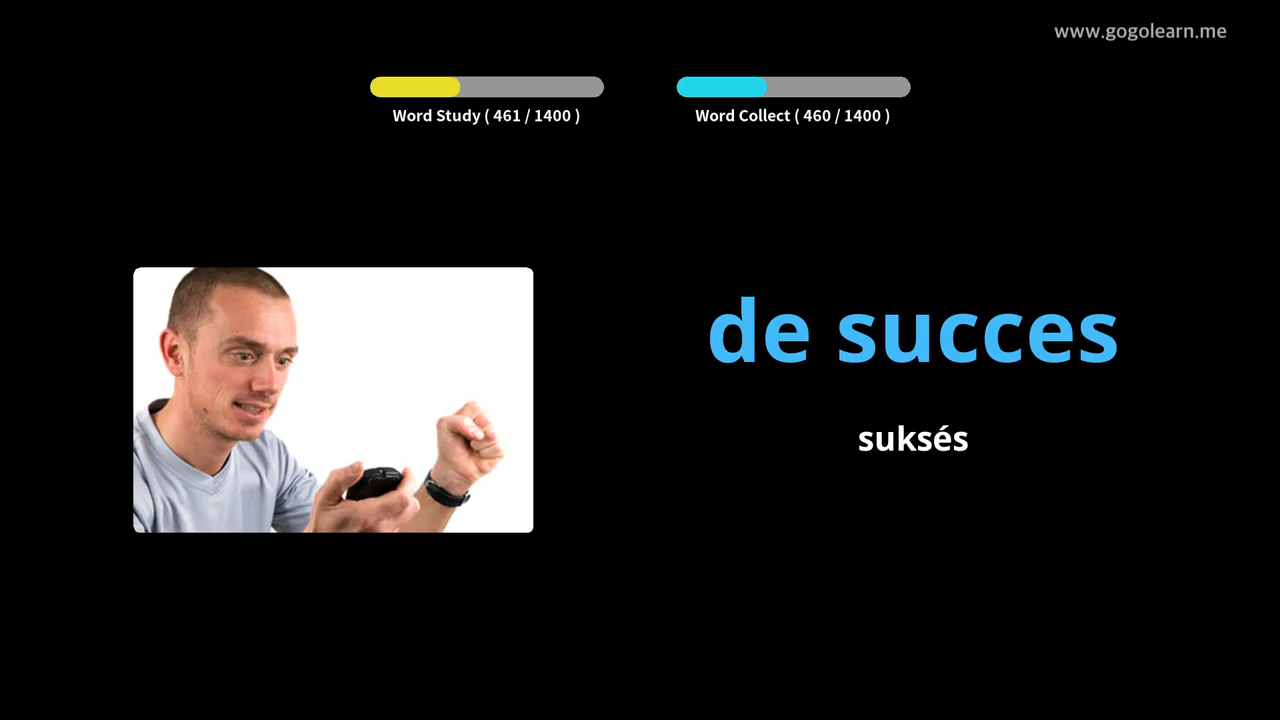 www.gogolearn.me
Word Study ( 461 / 1400 )
Word Collect ( 460 / 1400 )
de succes
suksés